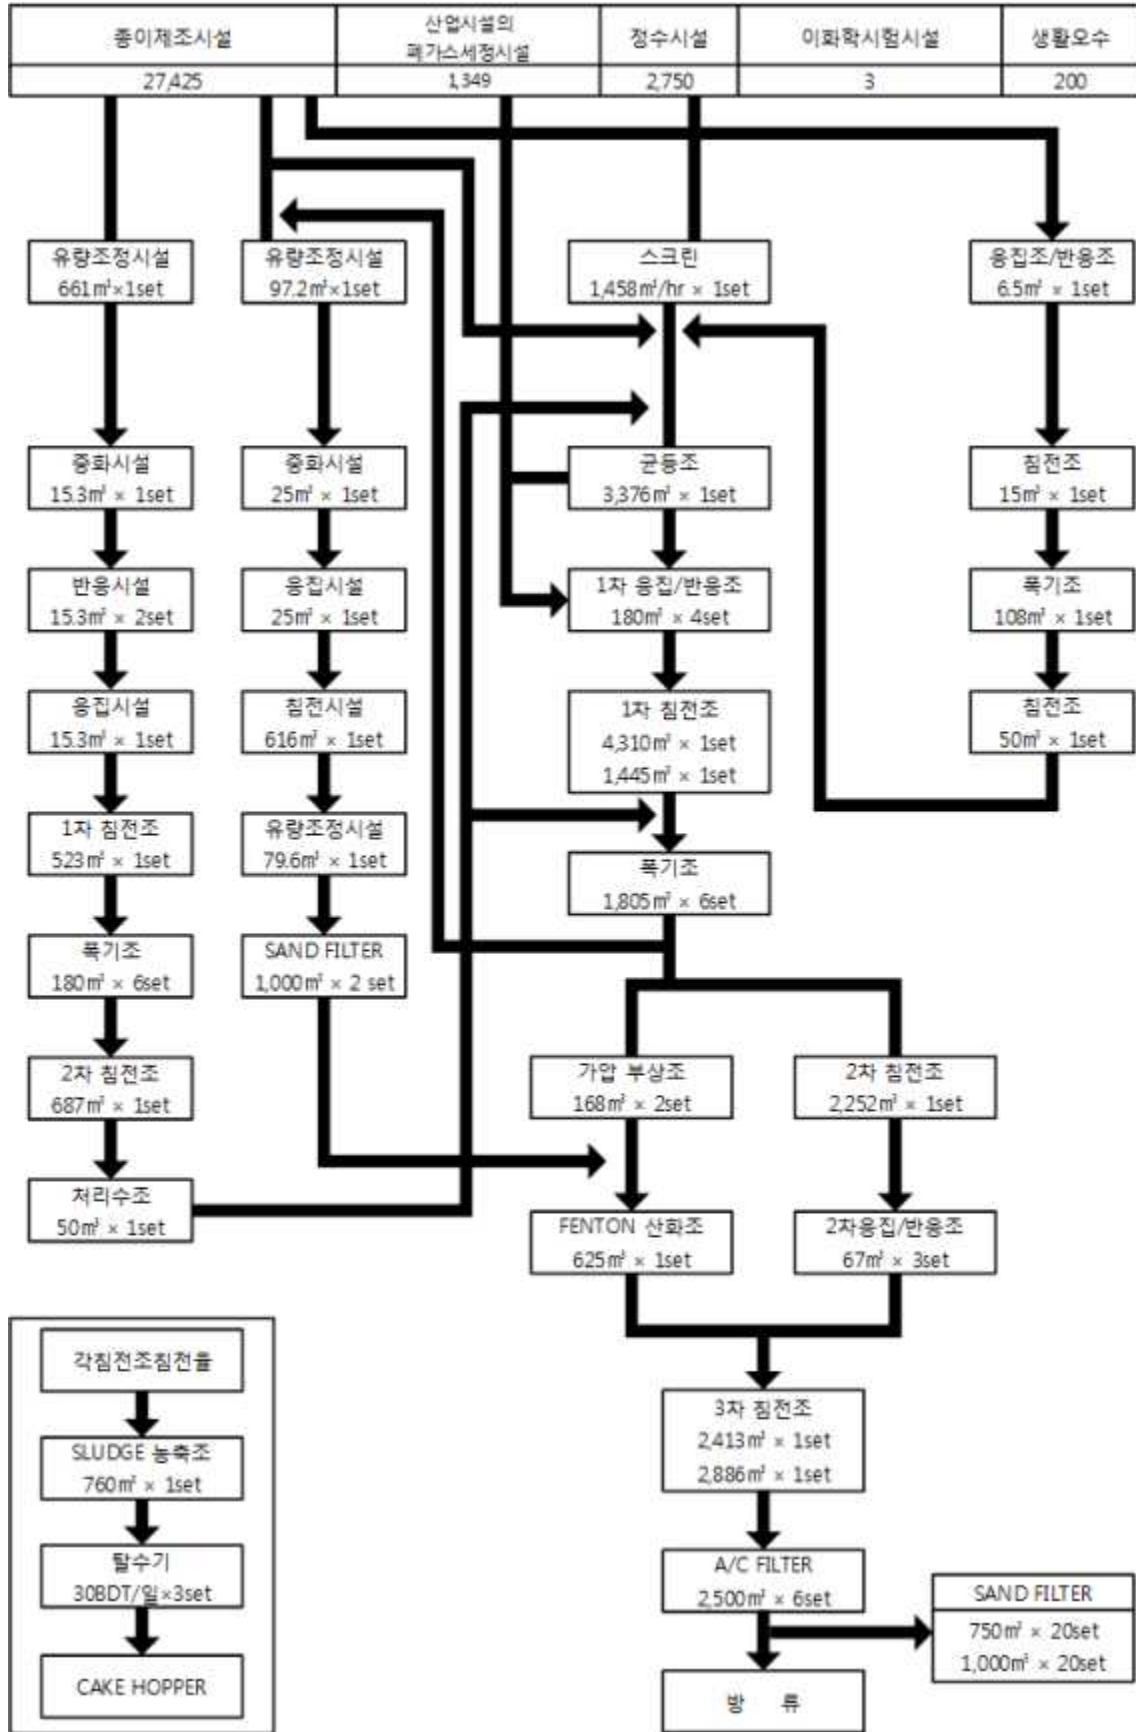 종이제조시설
산업시설의
폐가스세정시설
정수시설
이화학시험시설
생활오수
27,425
1,349
2,750
3
200
유량조정시설
661㎥×1set
유량조정시설
97.2㎥×1set
스크린
1,458㎥/hr × 1set
응집조/반응조
6.5㎥ × 1set
중화시설
15.3㎥ × 1set
중화시설
25㎥ × 1set
균등조
3,376㎥ × 1set
침전조
15㎥ × 1set
반응시설
15.3㎥ × 2set
응집시설
25㎥ × 1set
1차 응집/반응조
180㎥ × 4set
폭기조
108㎥ × 1set
응집시설
15.3㎥ × 1set
침전시설
616㎥ × 1set
1차 침전조
4,310㎥ × 1set
1,445㎥ × 1set
침전조
50㎥ × 1set
1차 침전조
523㎥ × 1set
유량조정시설
79.6㎥ × 1set
폭기조
1,805㎥ × 6set
폭기조
180㎥ × 6set
SAND FILTER
1,000㎥ × 2 set
2차 침전조
687㎥ × 1set
가압 부상조
168㎥ × 2set
2차 침전조
2,252㎥ × 1set
처리수조
50㎥ × 1set
FENTON 산화조
625㎥ × 1set
2차응집/반응조
67㎥ × 3set
각침전조침전물
SLUDGE 농축조
760㎥ × 1set
탈수기
30BDT/일×3set
CAKE HOPPER
3차 침전조
2,413㎥ × 1set
2,886㎥ × 1set
A/C FILTER
2,500㎥ × 6set
SAND FILTER
750㎥ × 20set
1,000㎥ × 20set
방 류